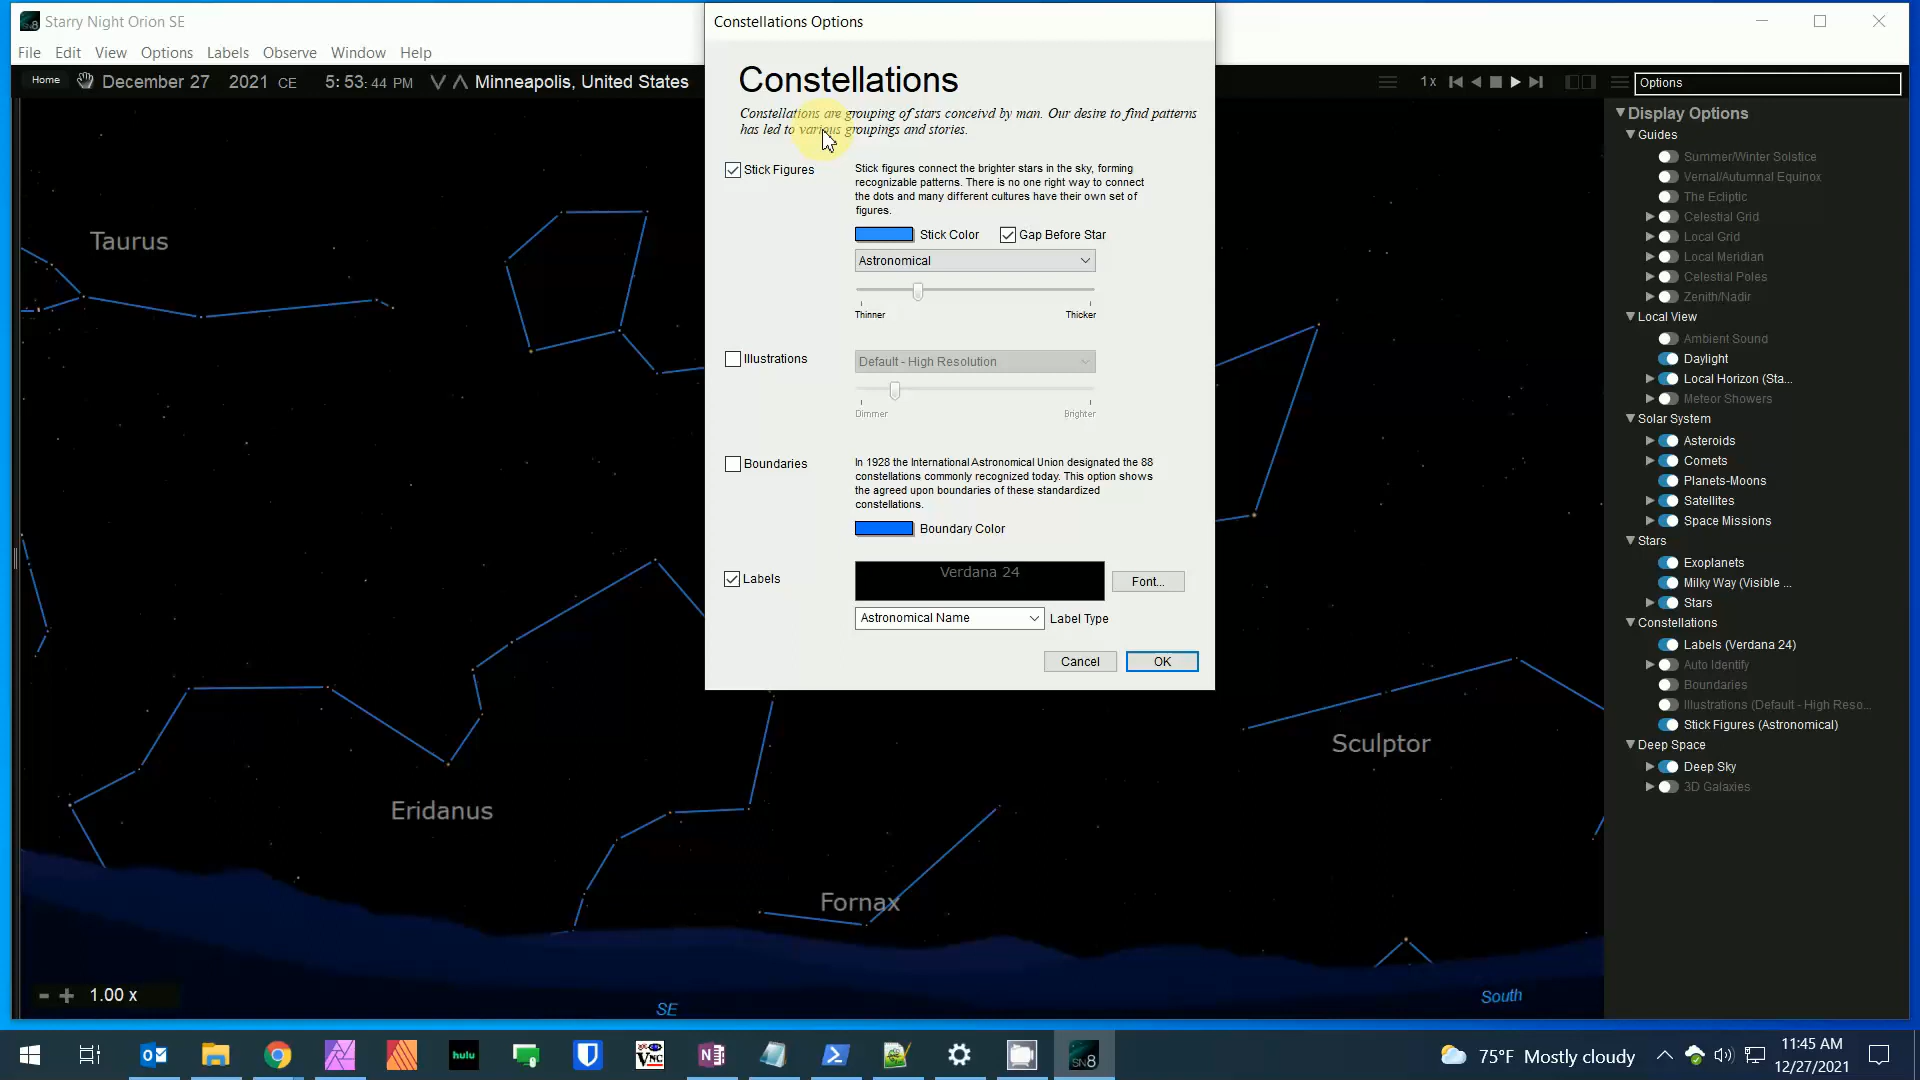 Starry Night Orion SE
File Edit View Options Labels Observe Window Help
Home December 27 2021 CE 5: 53: 44 PM Minneapolis, United States
1x
Options
Constellations Options
Constellations
Constellations are grouping of stars conceivd by man. Our desire to find patterns
has led to various groupings and stories.
Stick Figures
Stick figures connect the brighter stars in the sky, forming
recognizable patterns. There is no one right way to connect
the dots and many different cultures have their own set of
figures.
Stick Color Gap Before Star
Astronomical
Thinner Thicker
Illustrations Default - High Resolution
Dimmer Brighter
Boundaries
In 1928 the International Astronomical Union designated the 88
constellations commonly recognized today. This option shows
the agreed upon boundaries of these standardized
constellations.
Boundary Color
Labels Verdana 24 Font...
Astronomical Name Label Type
Cancel OK
Taurus
Eridanus
Fornax
Sculptor
1.00 x
SE
South
Display Options
Guides
Summer/Winter Solstice
Vernal/Autumnal Equinox
The Ecliptic
Celestial Grid
Local Grid
Local Meridian
Celestial Poles
Zenith/Nadir
Local View
Ambient Sound
Daylight
Local Horizon (Sta...
Meteor Showers
Solar System
Asteroids
Comets
Planets-Moons
Satellites
Space Missions
Stars
Exoplanets
Milky Way (Visible ...
Stars
Constellations
Labels (Verdana 24)
Auto Identify
Boundaries
Illustrations (Default - High Reso...
Stick Figures (Astronomical)
Deep Space
Deep Sky
3D Galaxies
hulu
VNC
SN8
75°F Mostly cloudy
11:45 AM
12/27/2021